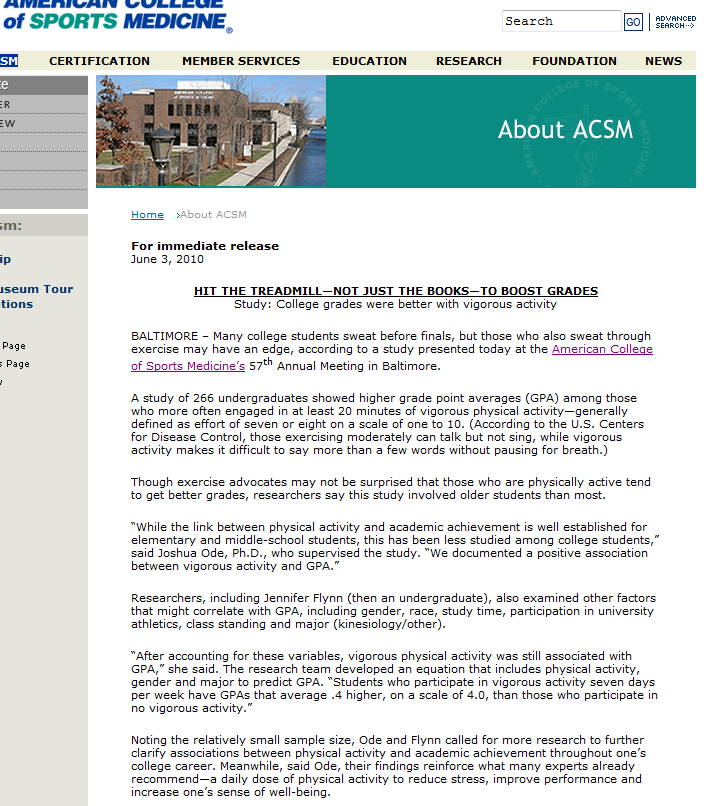 AMERICAN COLLEGE
of SPORTS MEDICINE®
Search
GO
ADVANCED
SEARCH
CERTIFICATION MEMBER SERVICES EDUCATION RESEARCH FOUNDATION NEWS
AMERICAN COLLEGE
About ACSM
Home About ACSM
For immediate release
June 3, 2010
HIT THE TREADMILL—NOT JUST THE BOOKS—TO BOOST GRADES
Study: College grades were better with vigorous activity
BALTIMORE – Many college students sweat before finals, but those who also sweat through
exercise may have an edge, according to a study presented today at the American College
of Sports Medicine’s 57th Annual Meeting in Baltimore.
A study of 266 undergraduates showed higher grade point averages (GPA) among those
who more often engaged in at least 20 minutes of vigorous physical activity—generally
defined as effort of seven or eight on a scale of one to 10. (According to the U.S. Centers
for Disease Control, those exercising moderately can talk but not sing, while vigorous
activity makes it difficult to say more than a few words without pausing for breath.)
Though exercise advocates may not be surprised that those who are physically active tend
to get better grades, researchers say this study involved older students than most.
“While the link between physical activity and academic achievement is well established for
elementary and middle-school students, this has been less studied among college students,”
said Joshua Ode, Ph.D., who supervised the study. “We documented a positive association
between vigorous activity and GPA.”
Researchers, including Jennifer Flynn (then an undergraduate), also examined other factors
that might correlate with GPA, including gender, race, study time, participation in university
athletics, class standing and major (kinesiology/other).
“After accounting for these variables, vigorous physical activity was still associated with
GPA,” she said. The research team developed an equation that includes physical activity,
gender and major to predict GPA. “Students who participate in vigorous activity seven days
per week have GPAs that average .4 higher, on a scale of 4.0, than those who participate in
no vigorous activity.”
Noting the relatively small sample size, Ode and Flynn called for more research to further
clarify associations between physical activity and academic achievement throughout one’s
college career. Meanwhile, said Ode, their findings reinforce what many experts already
recommend—a daily dose of physical activity to reduce stress, improve performance and
increase one’s sense of well-being.
Tour
Page
Page